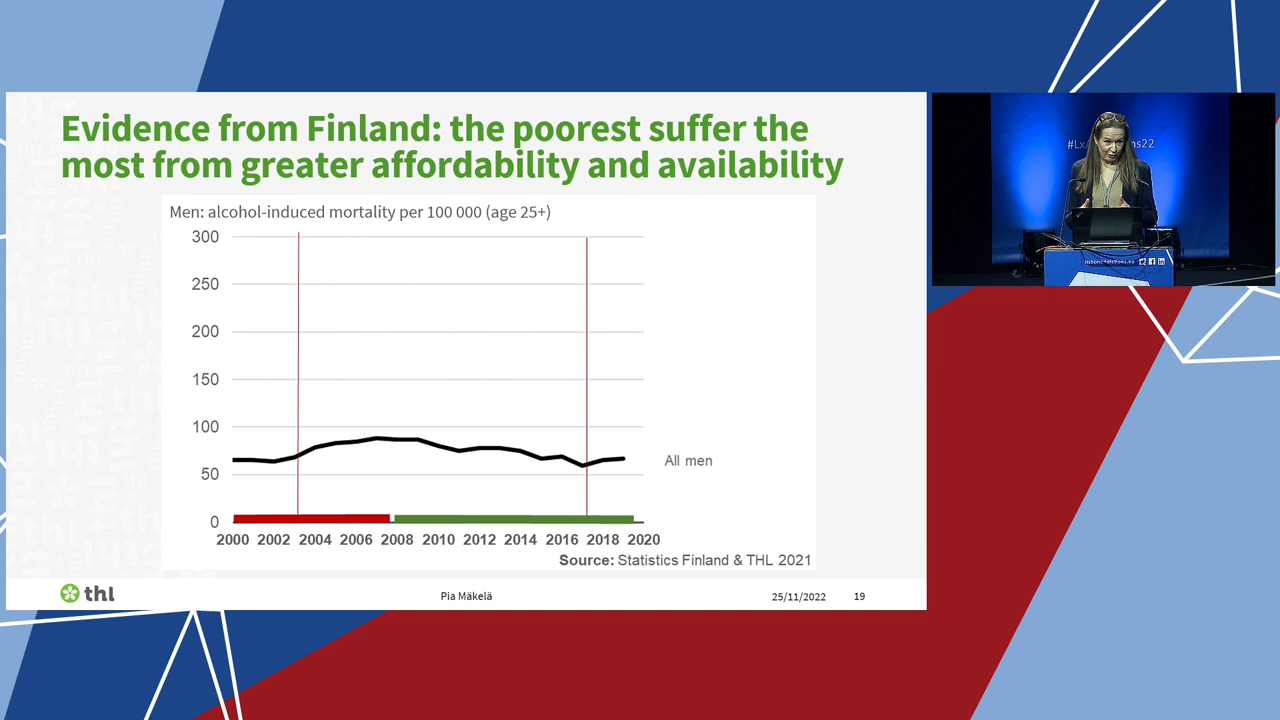 Evidence from Finland: the poorest suffer the
most from greater affordability and availability
Men: alcohol-induced mortality per 100 000 (age 25+)
300
250
200
150
100
50
0
All men
2000 2002 2004 2006 2008 2010 2012 2014 2016 2018 2020
Source: Statistics Finland & THL 2021
thl
Pia Mäkelä
25/11/2022
19